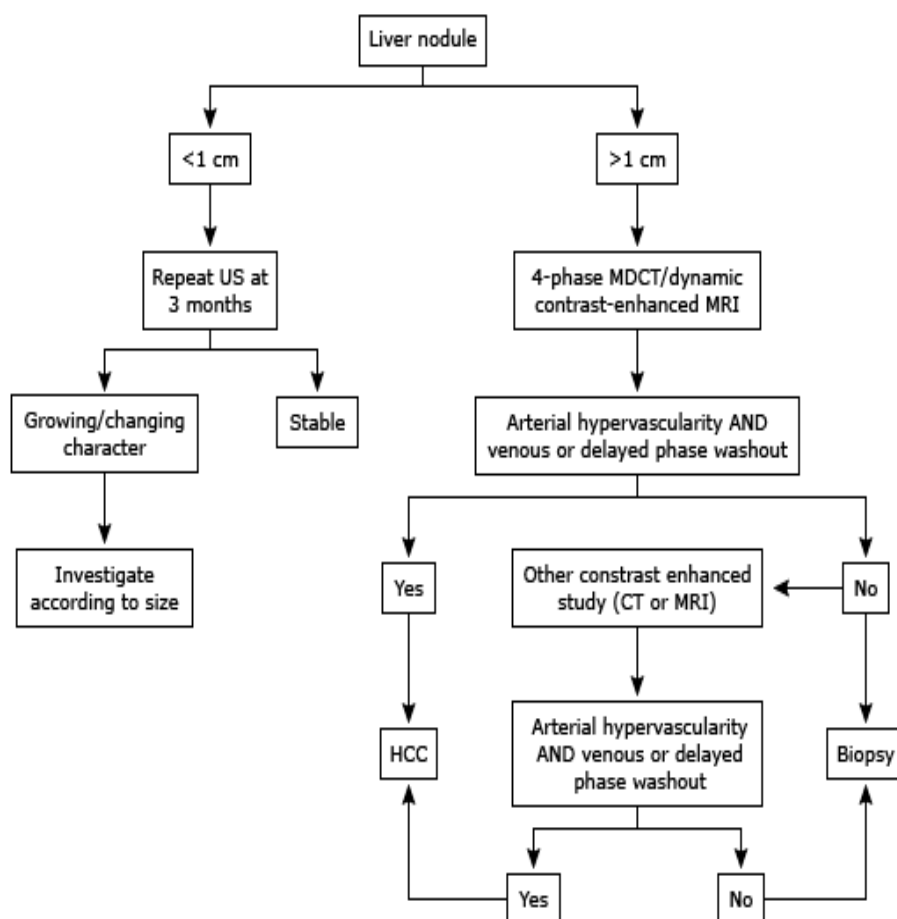 Liver nodule
<1 cm
>1 cm
Repeat US at
3 months
4-phase MDCT/dynamic
contrast-enhanced MRI
Growing/changing
character
Stable
Arterial hypervascularity AND
venous or delayed phase washout
Investigate
according to size
Yes
Other constrast enhanced
study (CT or MRI)
No
HCC
Arterial hypervascularity
AND venous or delayed
phase washout
Biopsy
Yes
No